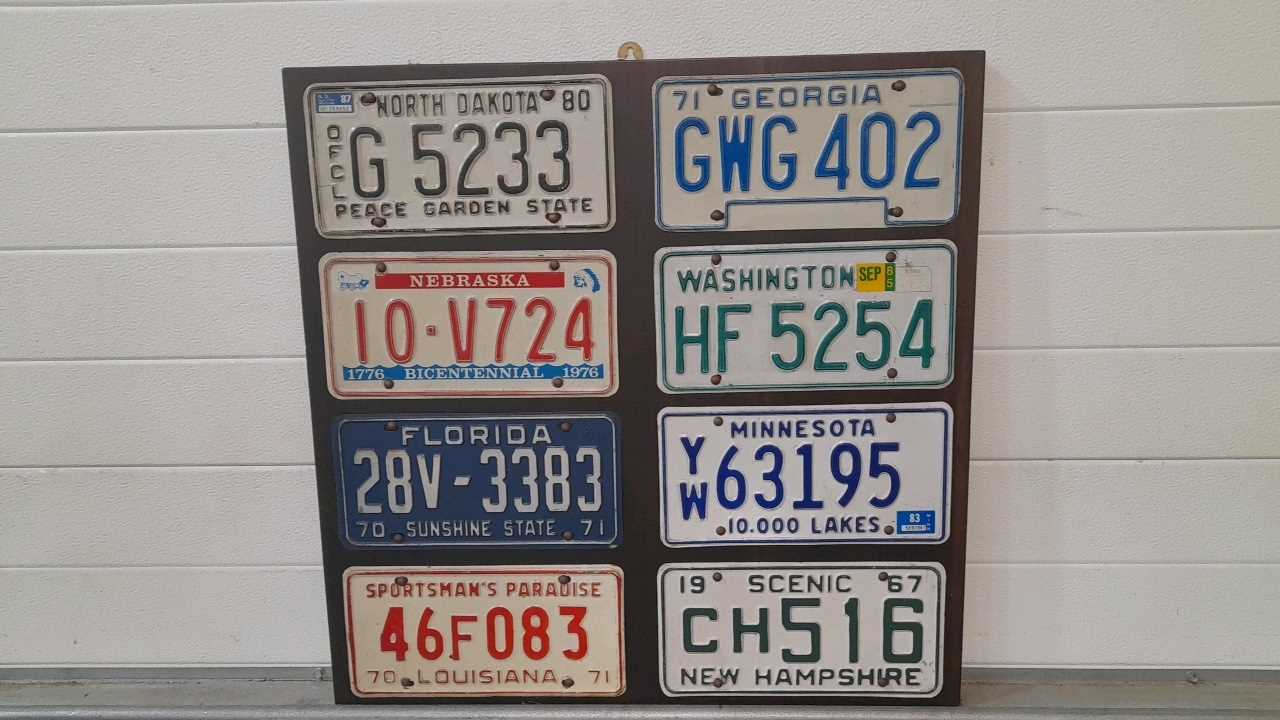 87
NORTH DAKOTA 80
OFCL
G 5233
PEACE GARDEN STATE
71 GEORGIA
GWG 402
NEBRASKA
10·V724
1776 BICENTENNIAL 1976
WASHINGTON SEP 85
HF 5254
FLORIDA
28V-3383
70 SUNSHINE STATE 71
MINNESOTA
YW 63195
10.000 LAKES 83
SPORTSMAN'S PARADISE
46F083
70 LOUISIANA 71
19 SCENIC 67
CH516
NEW HAMPSHIRE